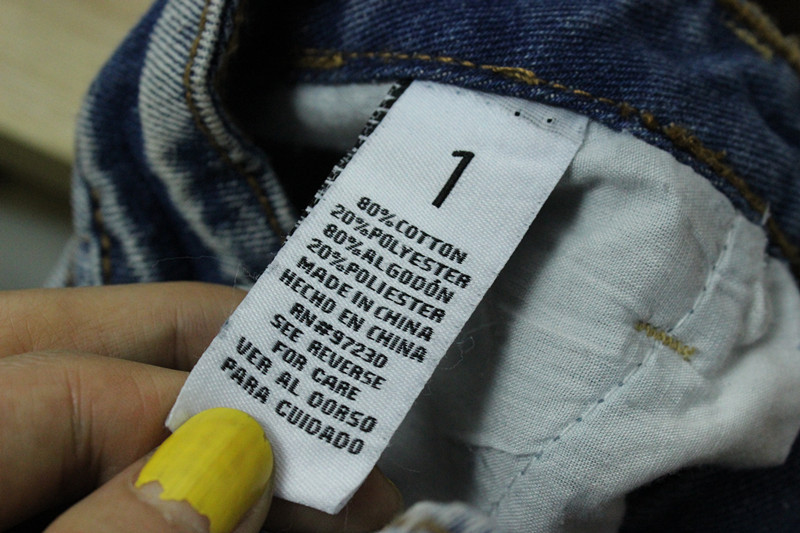 1
80%COTTON
20%POLYESTER
80%ALGODÓN
20%POLIESTER
MADE IN CHINA
HECHO EN CHINA
RN#97230
SEE REVERSE
FOR CARE
VER AL DORSO
PARA CUIDADO